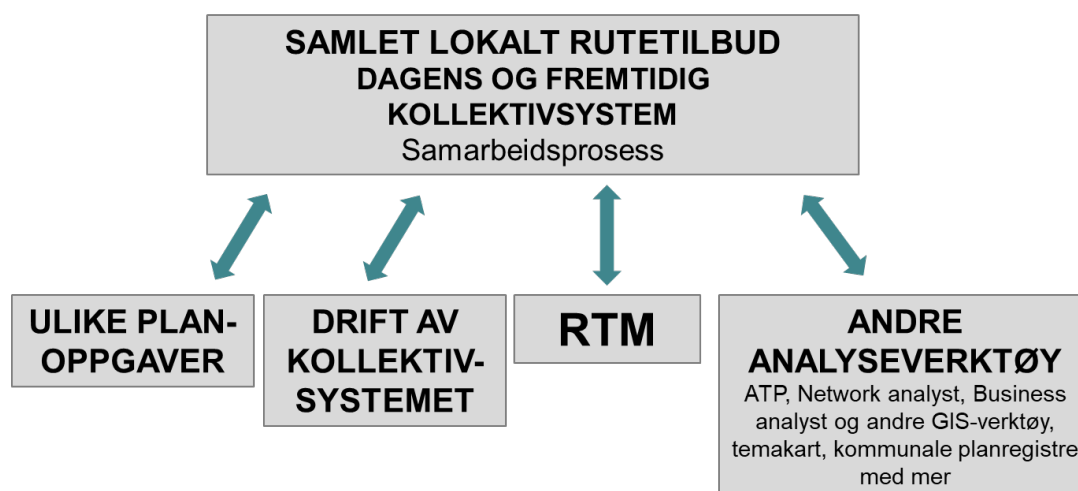 SAMLET LOKALT RUTETILBUD
DAGENS OG FREMTIDIG
KOLLEKTIVSYSTEM
Samarbeidsprosess
ULIKE PLAN-
OPPGAVER
DRIFT AV
KOLLEKTIV-
SYSTEMET
RTM
ANDRE
ANALYSEVERKTØY
ATP, Network analyst, Business
analyst og andre GIS-verktøy,
temakart, kommunale planregistre
med mer